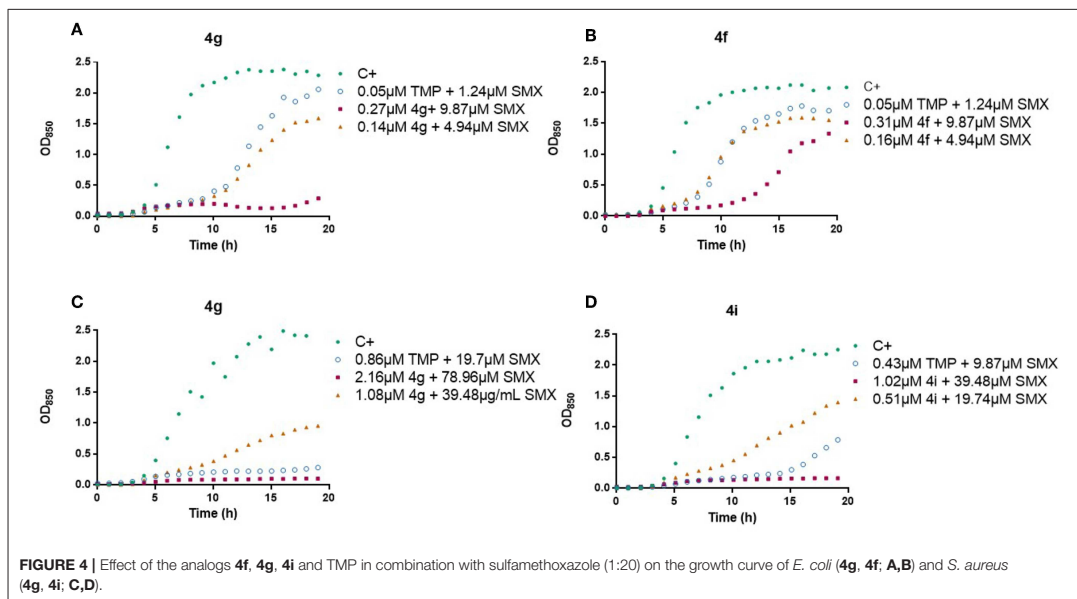 A
4g
2.5
2.0
1.5
1.0
0.5
0.0
OD850
0 5 10 15 20
Time (h)
C+
0.05µM TMP + 1.24µM SMX
0.27µM 4g+ 9.87µM SMX
0.14µM 4g + 4.94µM SMX
B
4f
2.5
2.0
1.5
1.0
0.5
0.0
OD850
0 5 10 15 20
Time (h)
C+
0.05µM TMP + 1.24µM SMX
0.31µM 4f + 9.87µM SMX
0.16µM 4f + 4.94µM SMX
C
4g
2.5
2.0
1.5
1.0
0.5
0.0
OD850
0 5 10 15 20
Time (h)
C+
0.86µM TMP + 19.7µM SMX
2.16µM 4g + 78.96µM SMX
1.08µM 4g + 39.48µg/mL SMX
D
4i
2.5
2.0
1.5
1.0
0.5
0.0
OD850
0 5 10 15 20
Time (h)
C+
0.43µM TMP + 9.87µM SMX
1.02µM 4i + 39.48µM SMX
0.51µM 4i + 19.74µM SMX
FIGURE 4 | Effect of the analogs 4f, 4g, 4i and TMP in combination with sulfamethoxazole (1:20) on the growth curve of E. coli (4g, 4f; A,B) and S. aureus
(4g, 4i; C,D).